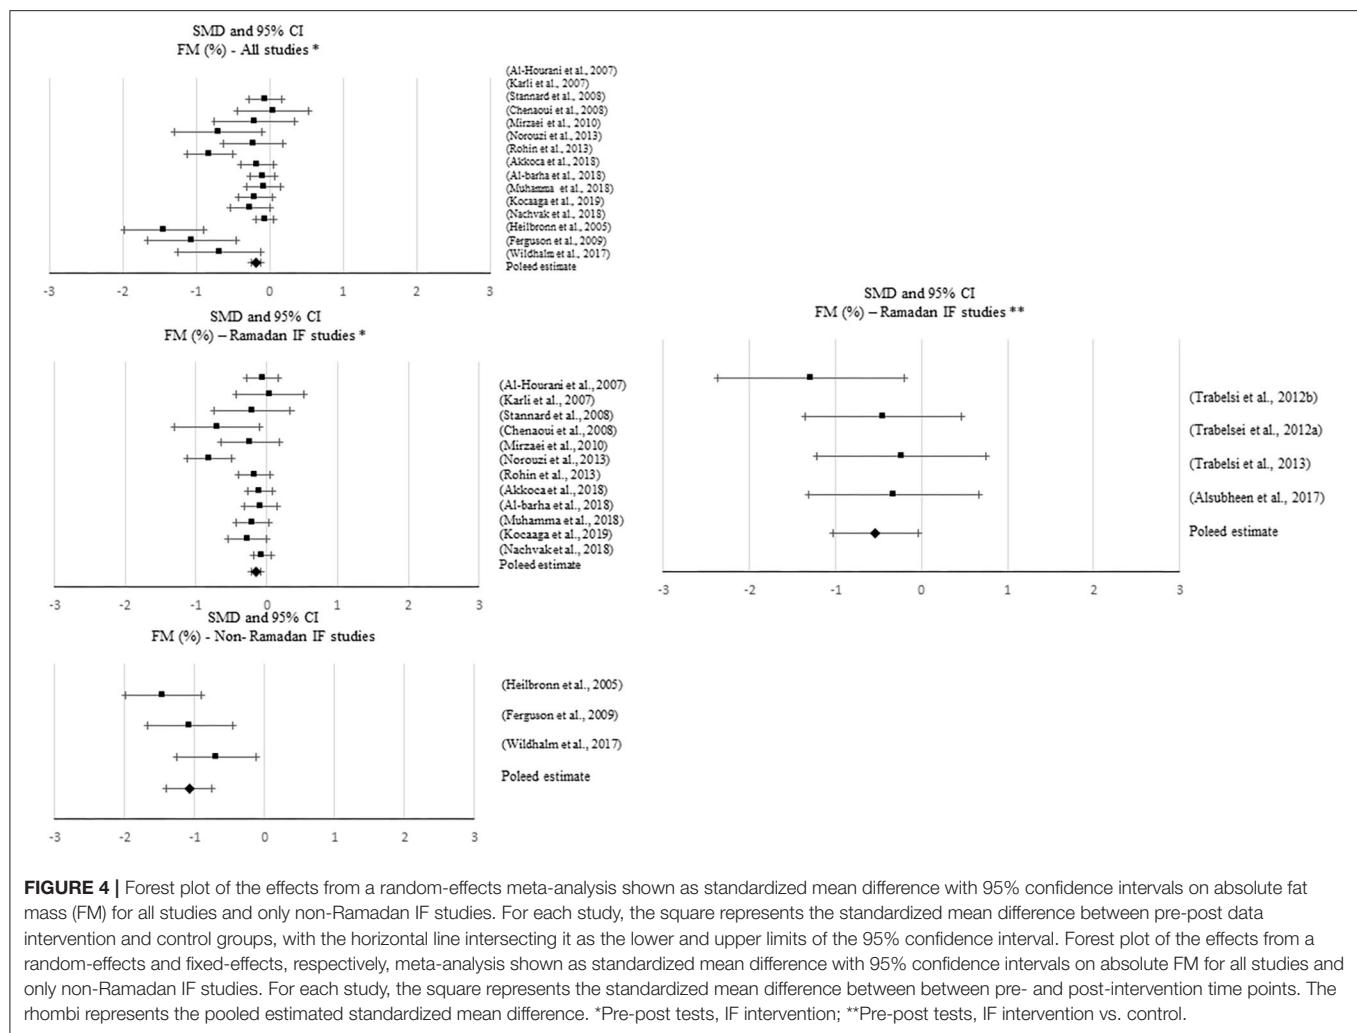 SMD and 95% CI
FM (%) - All studies *
(Al-Hourani et al., 2007)
(Karli et al., 2007)
(Stannard et al., 2008)
(Chenaoui et al., 2008)
(Mirzaei et al., 2010)
(Norouzi et al., 2013)
(Rohin et al., 2013)
(Akkoca et al., 2018)
(Al-barha et al., 2018)
(Muhamma et al., 2018)
(Kocaaga et al., 2019)
(Nachvak et al., 2018)
(Heilbronn et al., 2005)
(Ferguson et al., 2009)
(Wildhalm et al., 2017)
Poleed estimate
-3 -2 -1 0 1 2 3
SMD and 95% CI
FM (%) – Ramadan IF studies *
(Al-Hourani et al., 2007)
(Karli et al., 2007)
(Stannard et al., 2008)
(Chenaoui et al., 2008)
(Mirzaei et al., 2010)
(Norouzi et al., 2013)
(Rohin et al., 2013)
(Akkoca et al., 2018)
(Al-barha et al., 2018)
(Muhamma et al., 2018)
(Kocaaga et al., 2019)
(Nachvak et al., 2018)
Poleed estimate
-3 -2 -1 0 1 2 3
SMD and 95% CI
FM (%) - Non- Ramadan IF studies
(Heilbronn et al., 2005)
(Ferguson et al., 2009)
(Wildhalm et al., 2017)
Poleed estimate
-3 -2 -1 0 1 2 3
SMD and 95% CI
FM (%) – Ramadan IF studies **
(Trabelsi et al., 2012b)
(Trabelsei et al., 2012a)
(Trabelsi et al., 2013)
(Alsubheen et al., 2017)
Poleed estimate
-3 -2 -1 0 1 2 3
FIGURE 4 | Forest plot of the effects from a random-effects meta-analysis shown as standardized mean difference with 95% confidence intervals on absolute fat
mass (FM) for all studies and only non-Ramadan IF studies. For each study, the square represents the standardized mean difference between pre-post data
intervention and control groups, with the horizontal line intersecting it as the lower and upper limits of the 95% confidence interval. Forest plot of the effects from a
random-effects and fixed-effects, respectively, meta-analysis shown as standardized mean difference with 95% confidence intervals on absolute FM for all studies and
only non-Ramadan IF studies. For each study, the square represents the standardized mean difference between between pre- and post-intervention time points. The
rhombi represents the pooled estimated standardized mean difference. *Pre-post tests, IF intervention; **Pre-post tests, IF intervention vs. control.